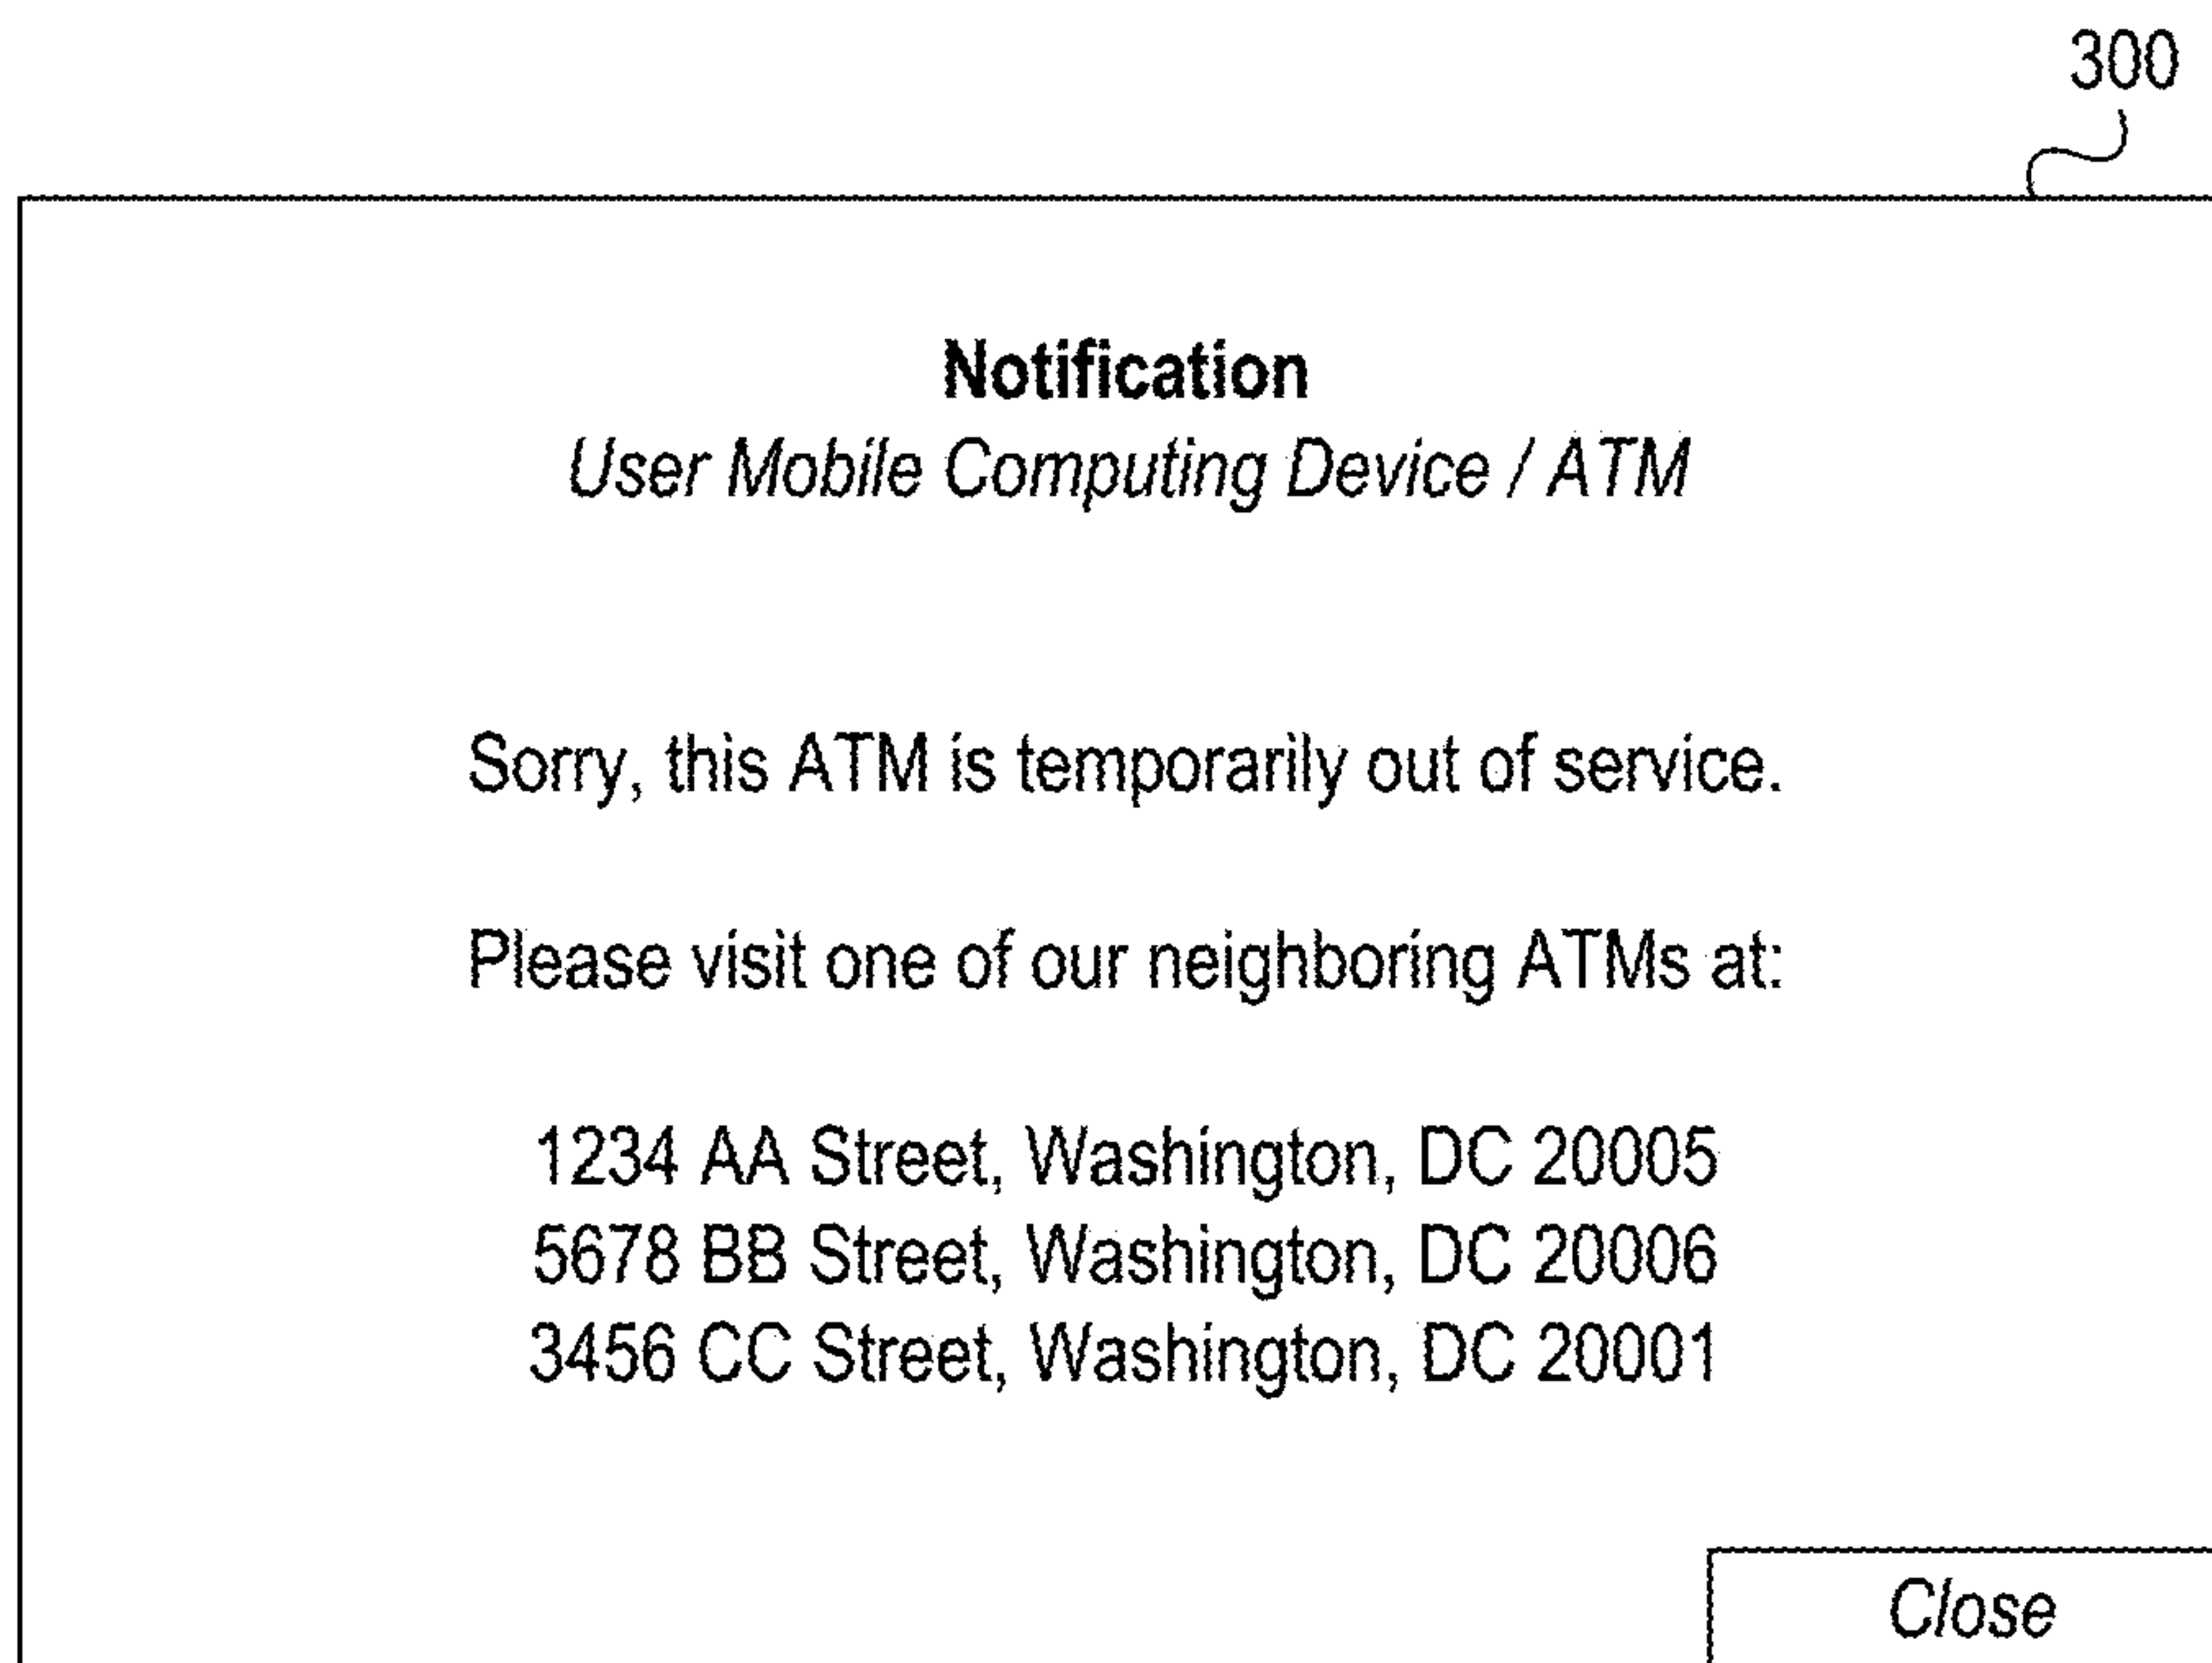 300
Notification
User Mobile Computing Device / ATM
Sorry, this ATM is temporarily out of service.
Please visit one of our neighboring ATMs at:
1234 AA Street, Washington, DC 20005
5678 BB Street, Washington, DC 20006
3456 CC Street, Washington, DC 20001
Close